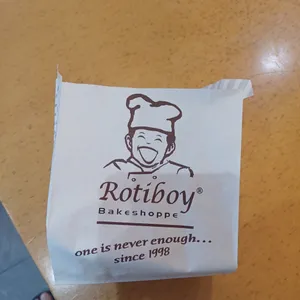 Rotiboy®
Bakeshoppe
one is never enough...
since 1998